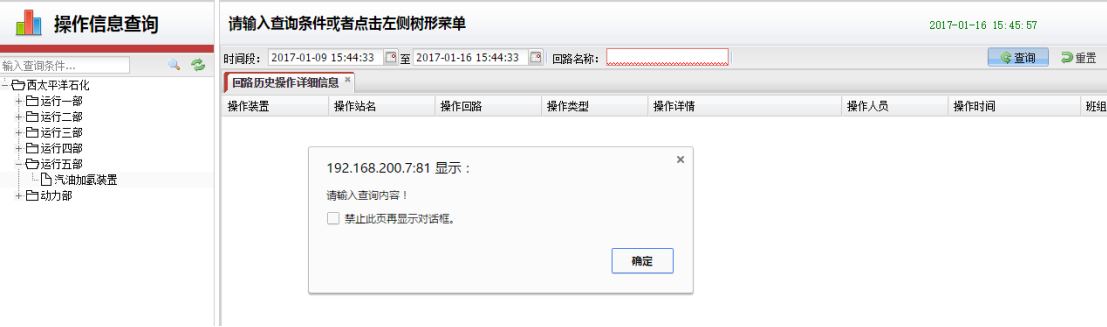 操作信息查询
输入查询条件...
西太平洋石化
运行一部
运行二部
运行三部
运行四部
运行五部
汽油加氢装置
动力部
请输入查询条件或者点击左侧树形菜单
2017-01-16 15:45:57
时间段: 2017-01-09 15:44:33 至 2017-01-16 15:44:33 回路名称: 查询 重置
回路历史操作详细信息
操作装置 操作站名 操作回路 操作类型 操作详情 操作人员 操作时间 班组
192.168.200.7:81 显示:
请输入查询内容!
禁止此页再显示对话框。
确定